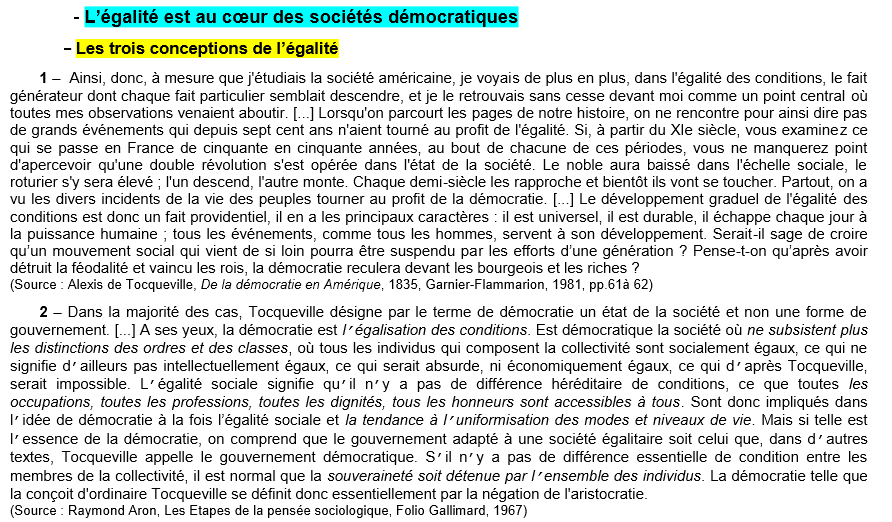 - L'égalité est au cœur des sociétés démocratiques
– Les trois conceptions de l'égalité
1 – Ainsi, donc, à mesure que j'étudiais la société américaine, je voyais de plus en plus, dans l'égalité des conditions, le fait
générateur dont chaque fait particulier semblait descendre, et je le retrouvais sans cesse devant moi comme un point central où
toutes mes observations venaient aboutir. [...] Lorsqu'on parcourt les pages de notre histoire, on ne rencontre pour ainsi dire pas
de grands événements qui depuis sept cent ans n'aient tourné au profit de l'égalité. Si, à partir du XIe siècle, vous examinez ce
qui se passe en France de cinquante en cinquante années, au bout de chacune de ces périodes, vous ne manquerez point
d'apercevoir qu'une double révolution s'est opérée dans l'état de la société. Le noble aura baissé dans l'échelle sociale, le
roturier s'y sera élevé ; l'un descend, l'autre monte. Chaque demi-siècle les rapproche et bientôt ils vont se toucher. Partout, on a
vu les divers incidents de la vie des peuples tourner au profit de la démocratie. [...] Le développement graduel de l'égalité des
conditions est donc un fait providentiel, il en a les principaux caractères : il est universel, il est durable, il échappe chaque jour à
la puissance humaine ; tous les événements, comme tous les hommes, servent à son développement. Serait-il sage de croire
qu'un mouvement social qui vient de si loin pourra être suspendu par les efforts d'une génération ? Pense-t-on qu'après avoir
détruit la féodalité et vaincu les rois, la démocratie reculera devant les bourgeois et les riches ?
(Source : Alexis de Tocqueville, De la démocratie en Amérique, 1835, Garnier-Flammarion, 1981, pp.61à 62)
2 – Dans la majorité des cas, Tocqueville désigne par le terme de démocratie un état de la société et non une forme de
gouvernement. [...] A ses yeux, la démocratie est l'égalisation des conditions. Est démocratique la société où ne subsistent plus
les distinctions des ordres et des classes, où tous les individus qui composent la collectivité sont socialement égaux, ce qui ne
signifie d'ailleurs pas intellectuellement égaux, ce qui serait absurde, ni économiquement égaux, ce qui d'après Tocqueville,
serait impossible. L'égalité sociale signifie qu'il n'y a pas de différence héréditaire de conditions, ce que toutes les
occupations, toutes les professions, toutes les dignités, tous les honneurs sont accessibles à tous. Sont donc impliqués dans
l'idée de démocratie à la fois l'égalité sociale et la tendance à l'uniformisation des modes et niveaux de vie. Mais si telle est
l'essence de la démocratie, on comprend que le gouvernement adapté à une société égalitaire soit celui que, dans d'autres
textes, Tocqueville appelle le gouvernement démocratique. S'il n'y a pas de différence essentielle de condition entre les
membres de la collectivité, il est normal que la souveraineté soit détenue par l'ensemble des individus. La démocratie telle que
la conçoit d'ordinaire Tocqueville se définit donc essentiellement par la négation de l'aristocratie.
(Source : Raymond Aron, Les Etapes de la pensée sociologique, Folio Gallimard, 1967)